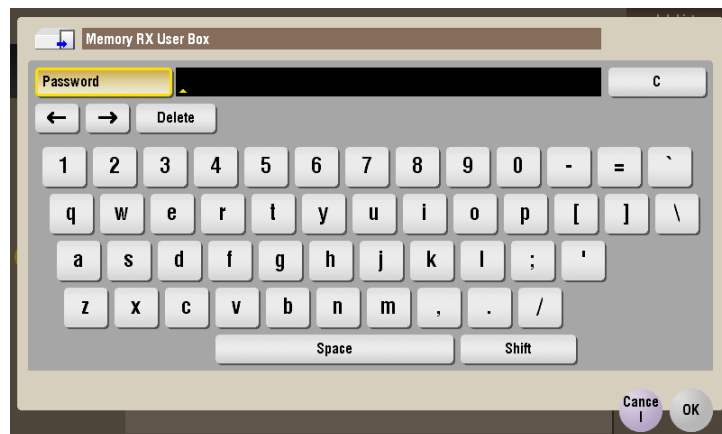 Memory RX User Box
Password C
← → Delete
1 2 3 4 5 6 7 8 9 0 - = `
q w e r t y u i o p [ ] \
a s d f g h j k l ; '
z x c v b n m , . /
Space Shift
Cance
l
OK